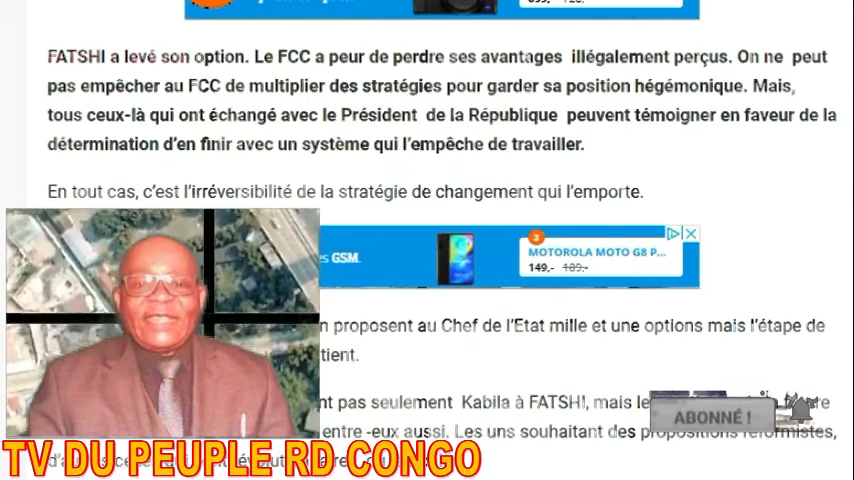 FATSHI a levé son option. Le FCC a peur de perdre ses avantages illégalement perçus. On ne peut
pas empêcher au FCC de multiplier des stratégies pour garder sa position hégémonique. Mais,
tous ceux-là qui ont échangé avec le Président de la République peuvent témoigner en faveur de la
détermination d'en finir avec un système qui l'empêche de travailler.
En tout cas, c'est l'irréversibilité de la stratégie de changement qui l'emporte.
es GSM.
3
MOTOROLA MOTO G8 P...
149,- 189,-
n proposent au Chef de l'Etat mille et une options mais l'étape de
tient.
nt pas seulement Kabila à FATSHI, mais le
ABONNÉ !
entre -eux aussi. Les uns souhaitant des propositions réformistes,
TV DU PEUPLE RD CONGO